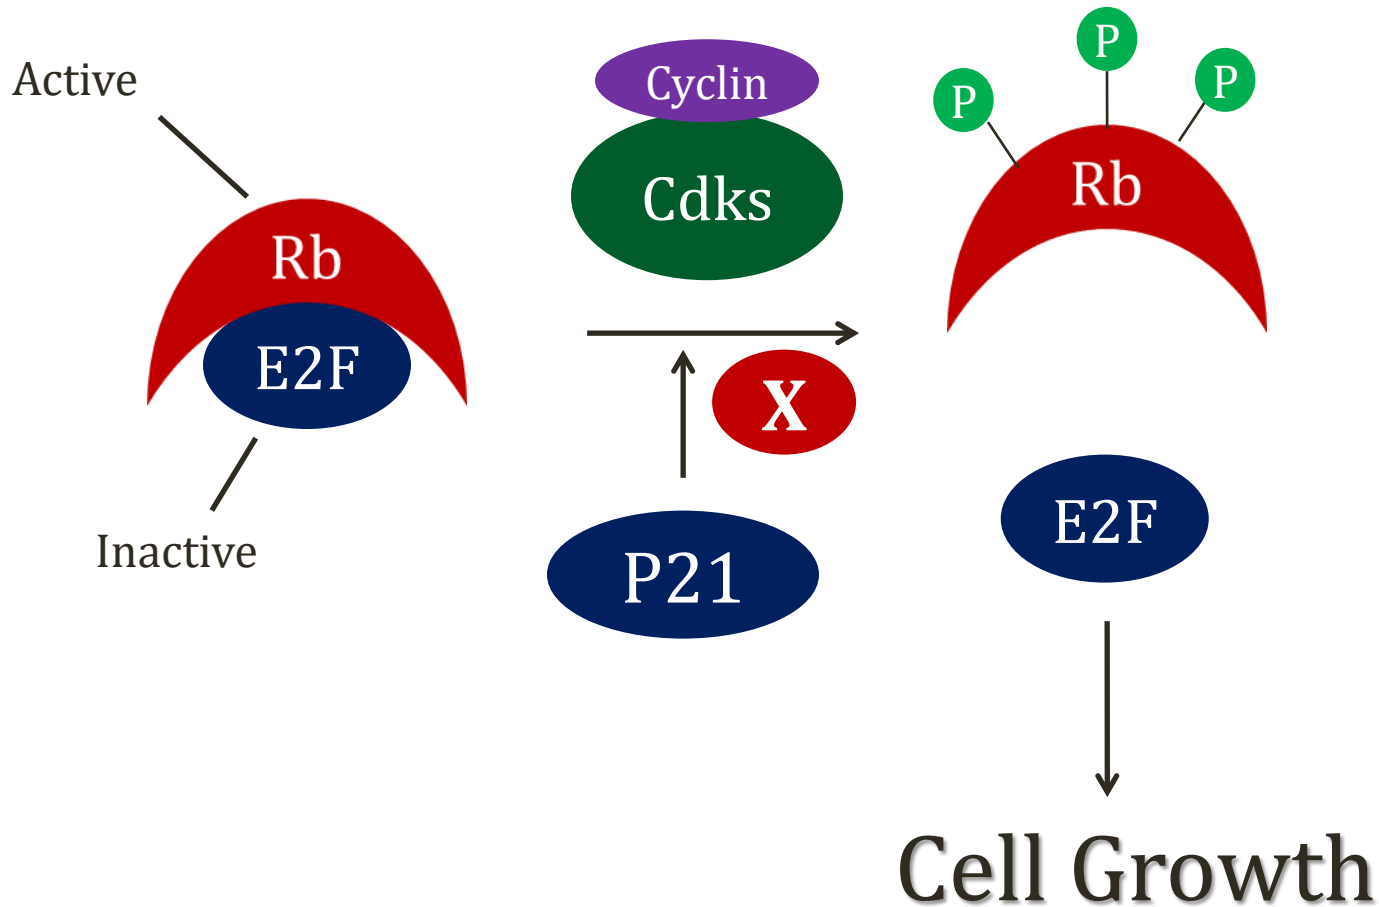 Active
Rb
E2F
Inactive
Cyclin
Cdks
X
P21
P
P
P
Rb
E2F
Cell Growth